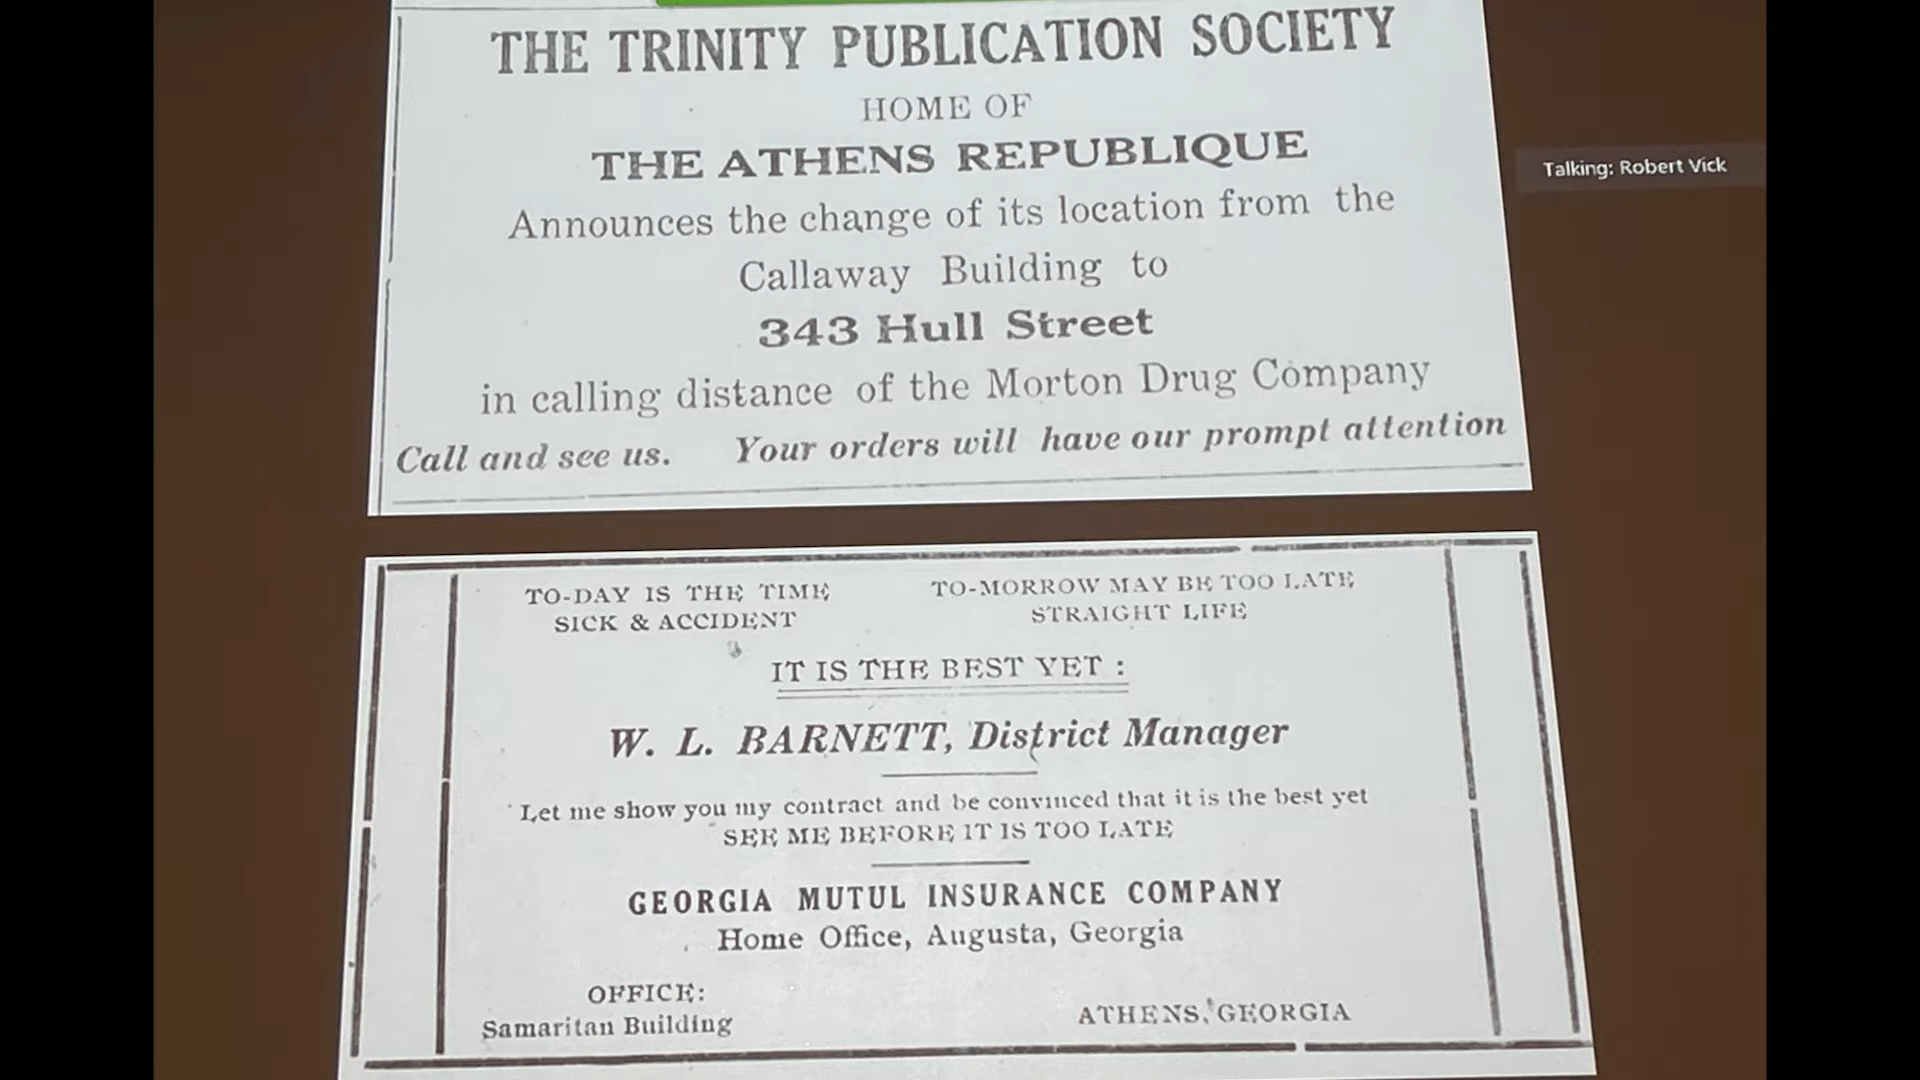 THE TRINITY PUBLICATION SOCIETY
HOME OF
THE ATHENS REPUBLIQUE
Announces the change of its location from the
Callaway Building to
343 Hull Street
in calling distance of the Morton Drug Company
Call and see us. Your orders will have our prompt attention
Talking: Robert Vick
TO-DAY IS THE TIME TO-MORROW MAY BE TOO LATE
SICK & ACCIDENT STRAIGHT LIFE
IT IS THE BEST YET :
W. L. BARNETT, District Manager
Let me show you my contract and be convinced that it is the best yet
SEE ME BEFORE IT IS TOO LATE
GEORGIA MUTUL INSURANCE COMPANY
Home Office, Augusta, Georgia
OFFICE:
Samaritan Building ATHENS, GEORGIA